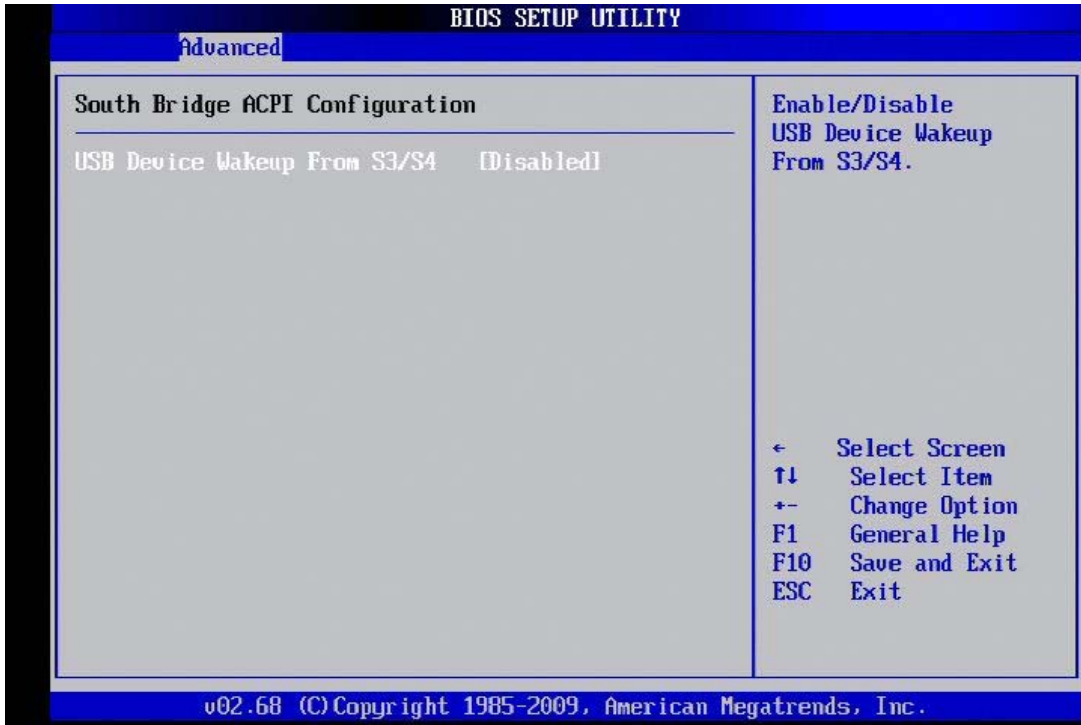 BIOS SETUP UTILITY
Advanced
South Bridge ACPI Configuration
USB Device Wakeup From S3/S4 [Disabled]
Enable/Disable
USB Device Wakeup
From S3/S4.
← Select Screen
↑↓ Select Item
+- Change Option
F1 General Help
F10 Save and Exit
ESC Exit
v02.68 (C)Copyright 1985-2009, American Megatrends, Inc.